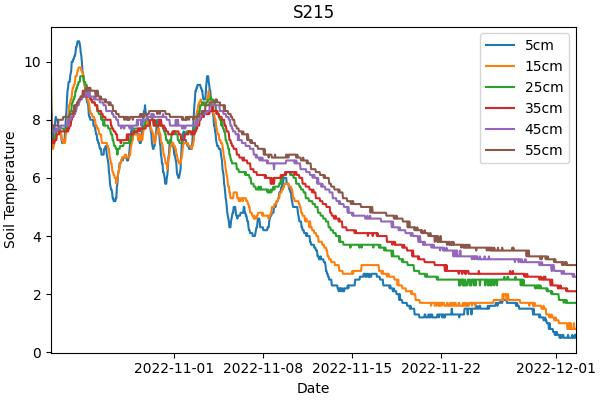 S215
5cm
15cm
25cm
35cm
45cm
55cm
Soil Temperature
10
8
6
4
2
0
2022-11-01 2022-11-08 2022-11-15 2022-11-22 2022-12-01
Date